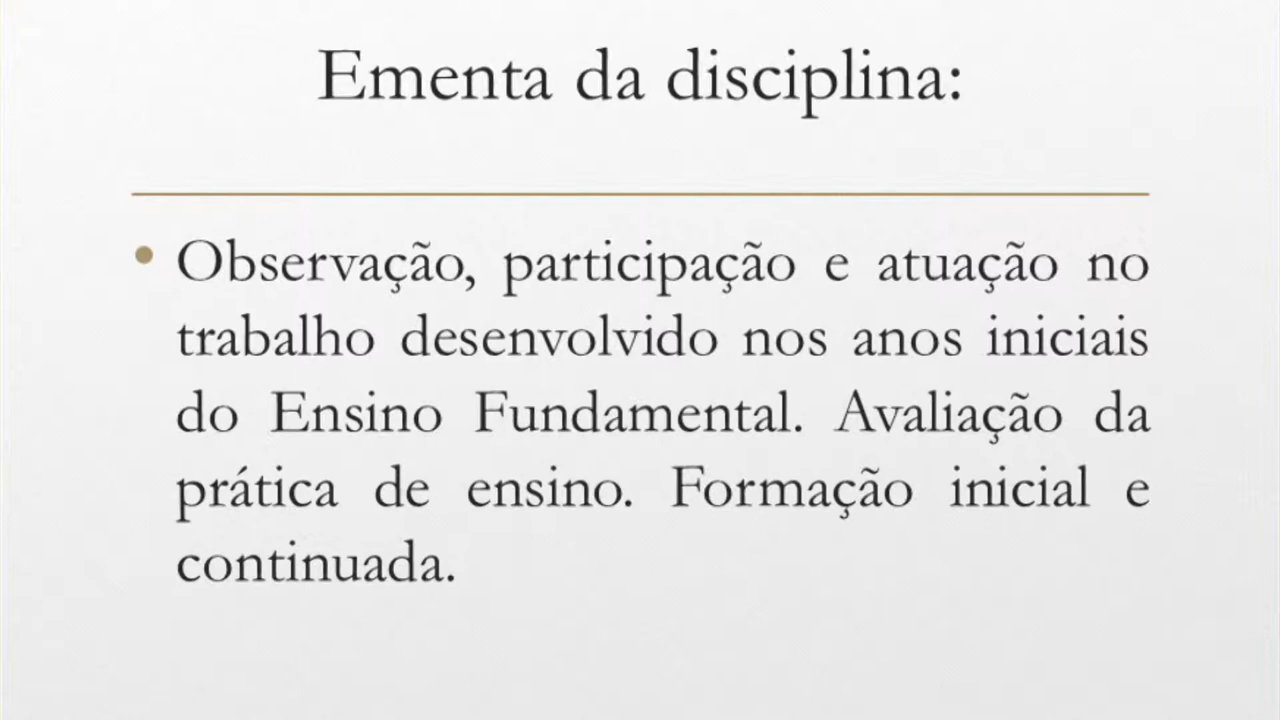 Ementa da disciplina:
• Observação, participação e atuação no
trabalho desenvolvido nos anos iniciais
do Ensino Fundamental. Avaliação da
prática de ensino. Formação inicial e
continuada.